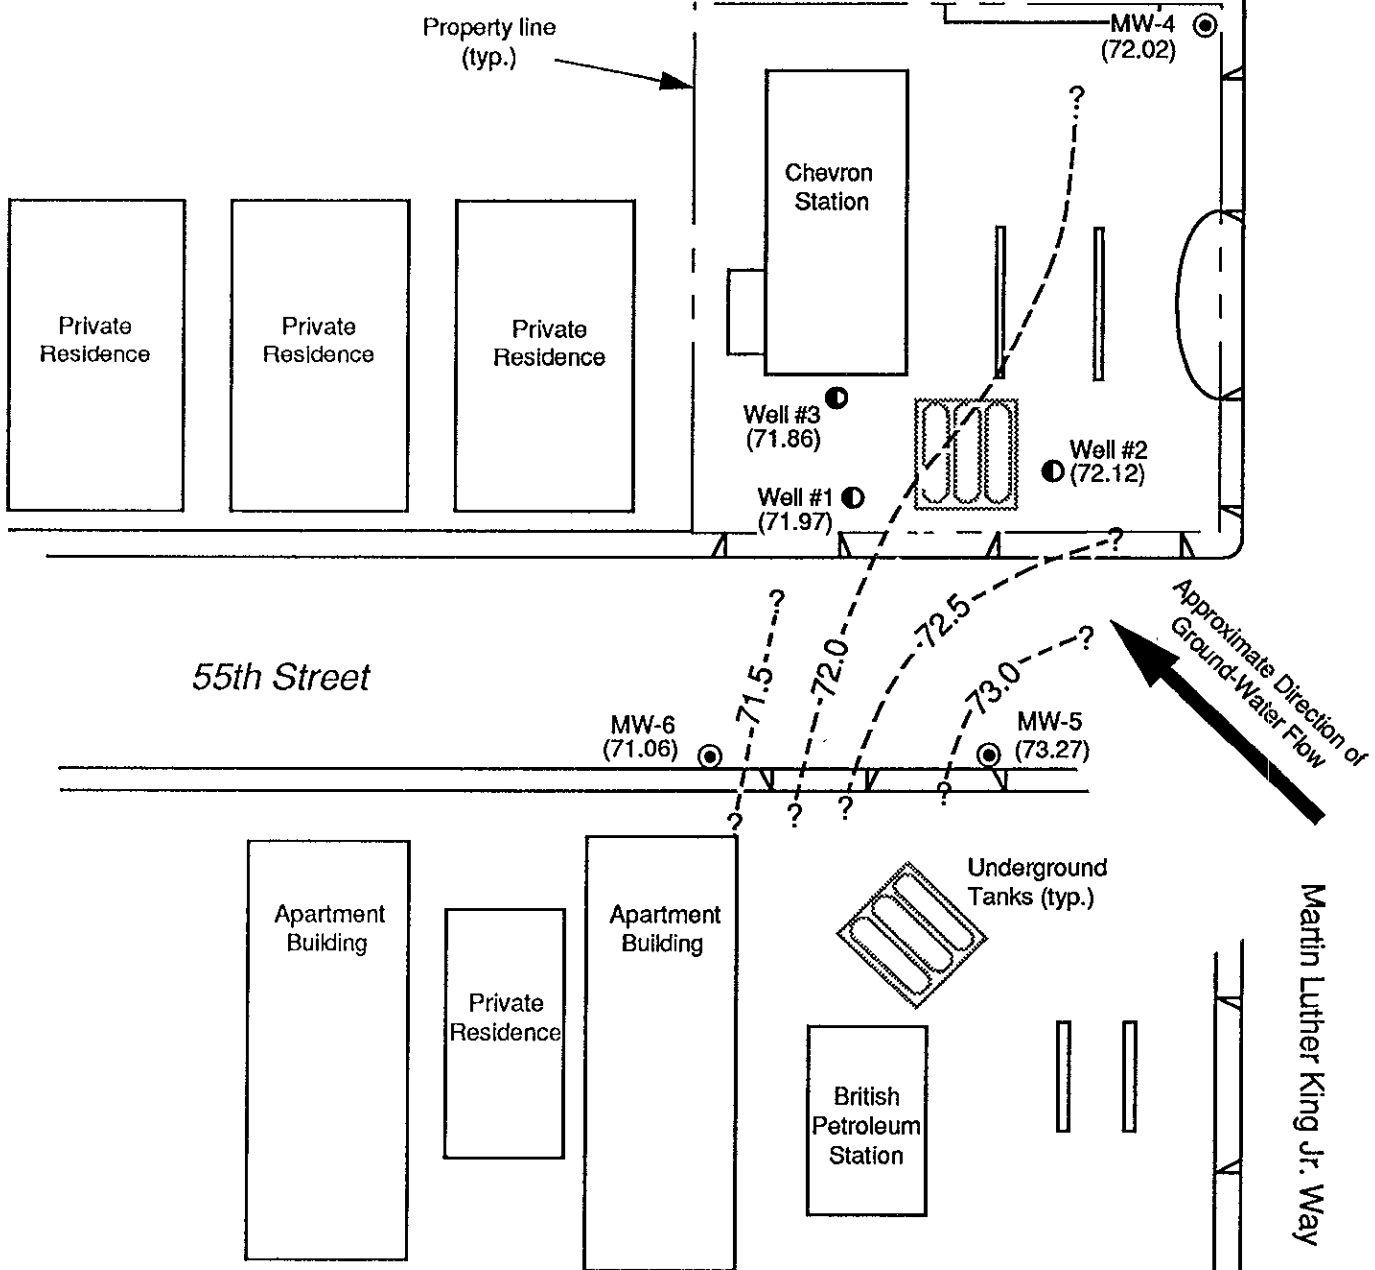 Property line
(typ.)
MW-4
(72.02)
?
Chevron
Station
Private
Residence
Private
Residence
Private
Residence
Well #3
(71.86)
Well #2
(72.12)
Well #1
(71.97)
?
?
72.5
Approximate Direction of
Ground-Water Flow
?
72.0
55th Street
71.5
73.0
MW-6
(71.06)
MW-5
(73.27)
?
?
?
?
Underground
Tanks (typ.)
Apartment
Building
Apartment
Building
Private
Residence
British
Petroleum
Station
Martin Luther King Jr. Way